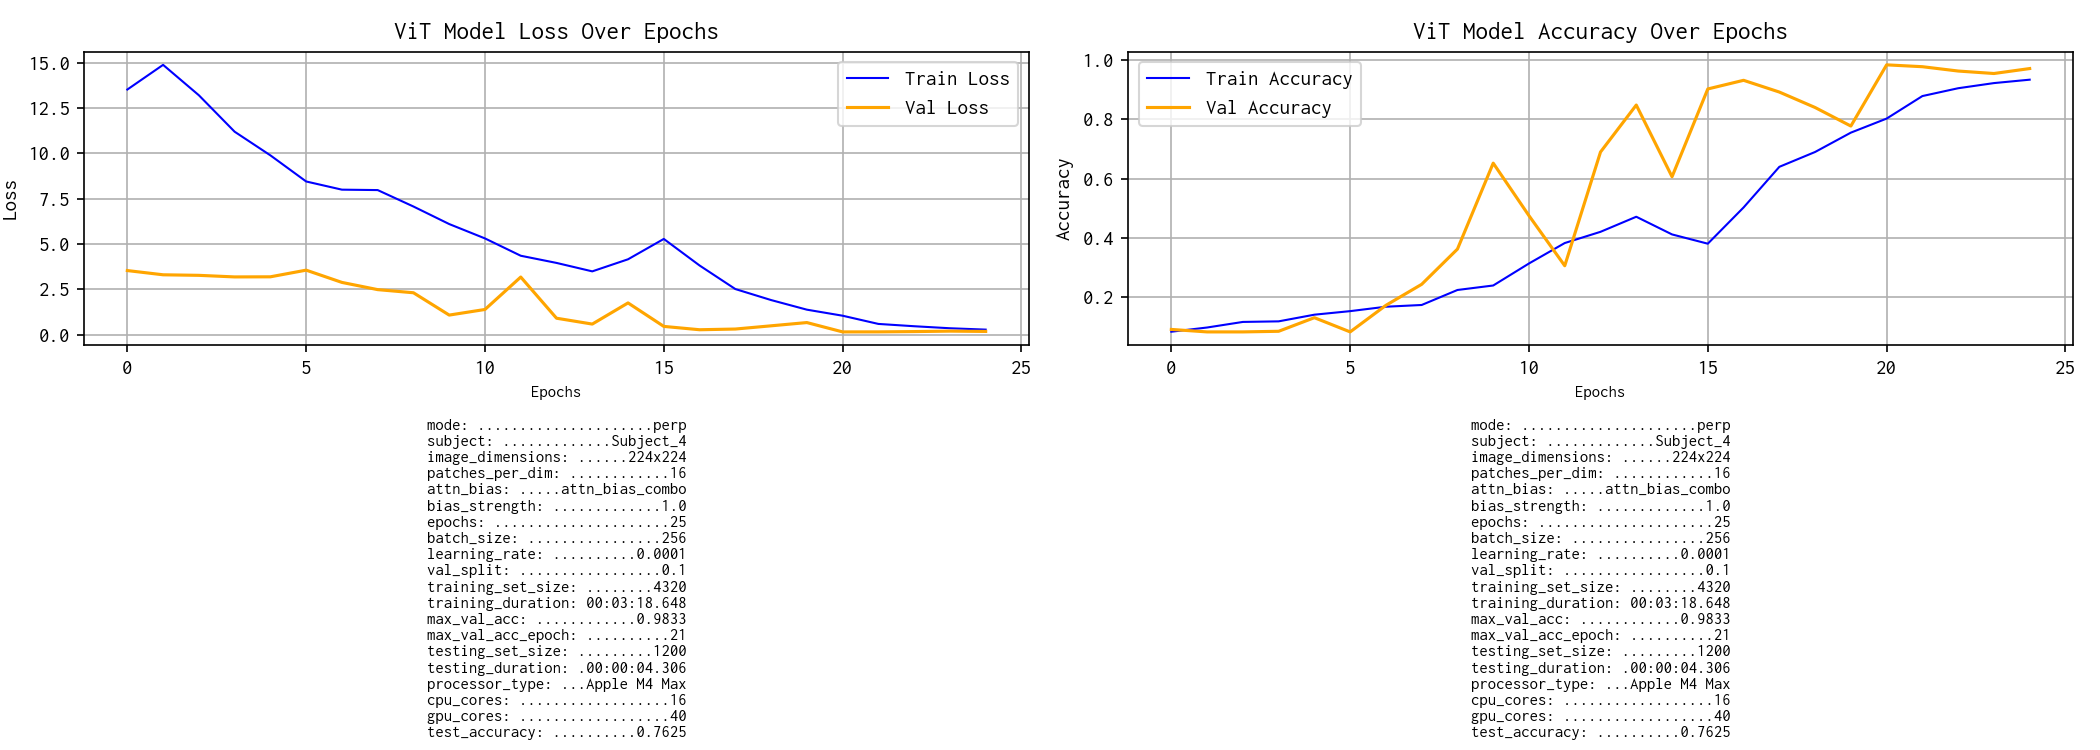 ViT Model Loss Over Epochs
15.0
12.5
10.0
7.5
5.0
2.5
0.0
Loss
Train Loss
Val Loss
0 5 10 15 20 25
Epochs
mode: .....................perp
subject: .............Subject_4
image_dimensions: ......224x224
patches_per_dim: ............16
attn_bias: .....attn_bias_combo
bias_strength: .............1.0
epochs: .....................25
batch_size: ................256
learning_rate: ..........0.0001
val_split: .................0.1
training_set_size: ........4320
training_duration: 00:03:18.648
max_val_acc: ............0.9833
max_val_acc_epoch: ..........21
testing_set_size: .........1200
testing_duration: .00:00:04.306
processor_type: ...Apple M4 Max
cpu_cores: ..................16
gpu_cores: ..................40
test_accuracy: ..........0.7625
ViT Model Accuracy Over Epochs
1.0
0.8
0.6
0.4
0.2
Accuracy
Train Accuracy
Val Accuracy
0 5 10 15 20 25
Epochs
mode: .....................perp
subject: .............Subject_4
image_dimensions: ......224x224
patches_per_dim: ............16
attn_bias: .....attn_bias_combo
bias_strength: .............1.0
epochs: .....................25
batch_size: ................256
learning_rate: ..........0.0001
val_split: .................0.1
training_set_size: ........4320
training_duration: 00:03:18.648
max_val_acc: ............0.9833
max_val_acc_epoch: ..........21
testing_set_size: .........1200
testing_duration: .00:00:04.306
processor_type: ...Apple M4 Max
cpu_cores: ..................16
gpu_cores: ..................40
test_accuracy: ..........0.7625